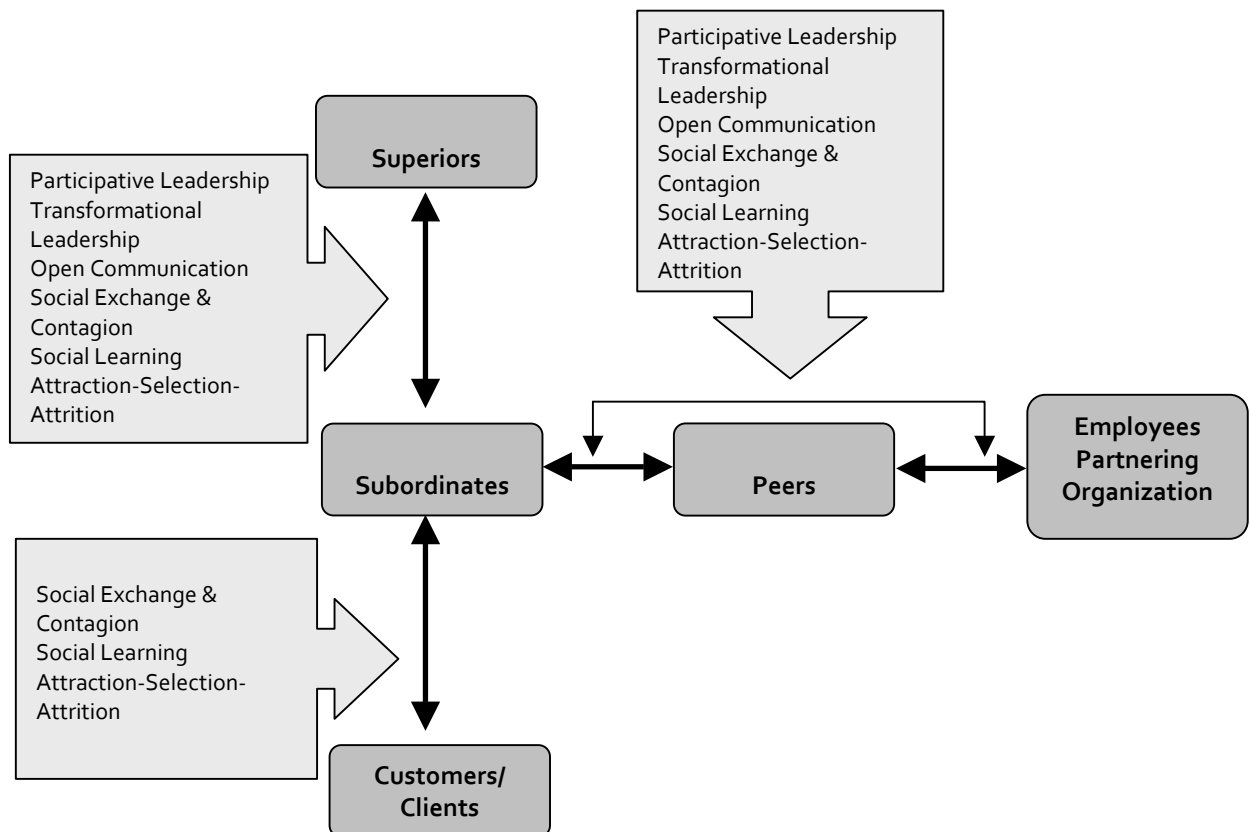 Participative Leadership
Transformational
Leadership
Open Communication
Social Exchange &
Contagion
Social Learning
Attraction-Selection-
Attrition
Superiors
Participative Leadership
Transformational
Leadership
Open Communication
Social Exchange &
Contagion
Social Learning
Attraction-Selection-
Attrition
Subordinates
Peers
Employees
Partnering
Organization
Social Exchange &
Contagion
Social Learning
Attraction-Selection-
Attrition
Customers/
Clients